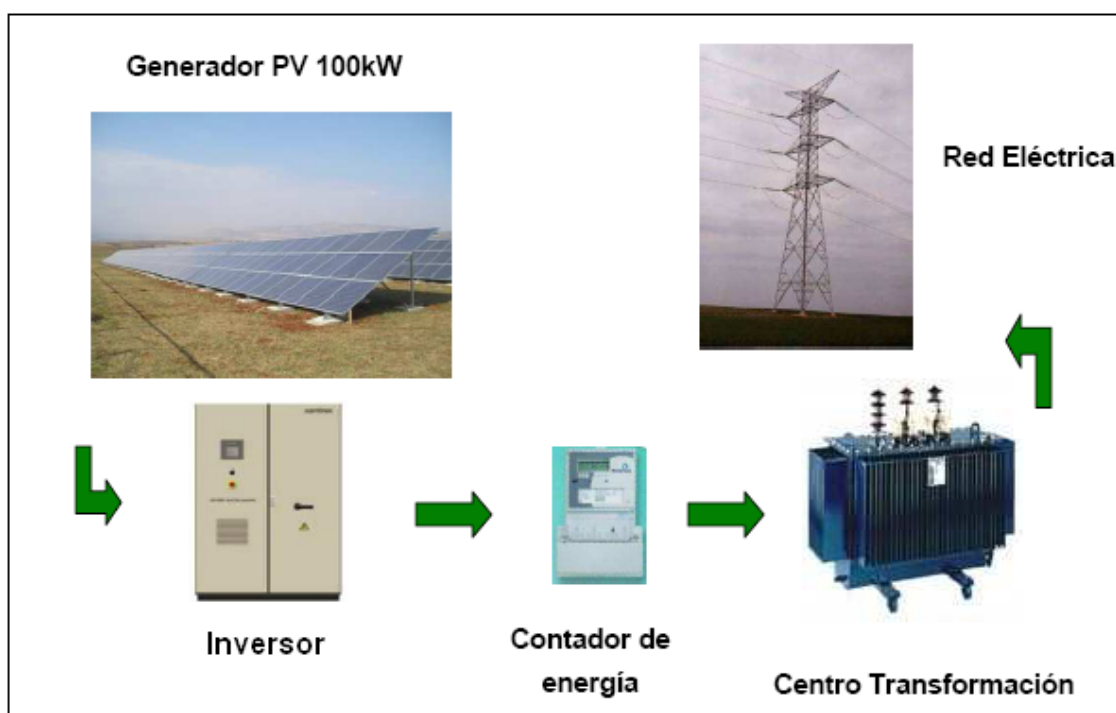 Generador PV 100kW
Red Eléctrica
Inversor
Contador de
energía
Centro Transformación